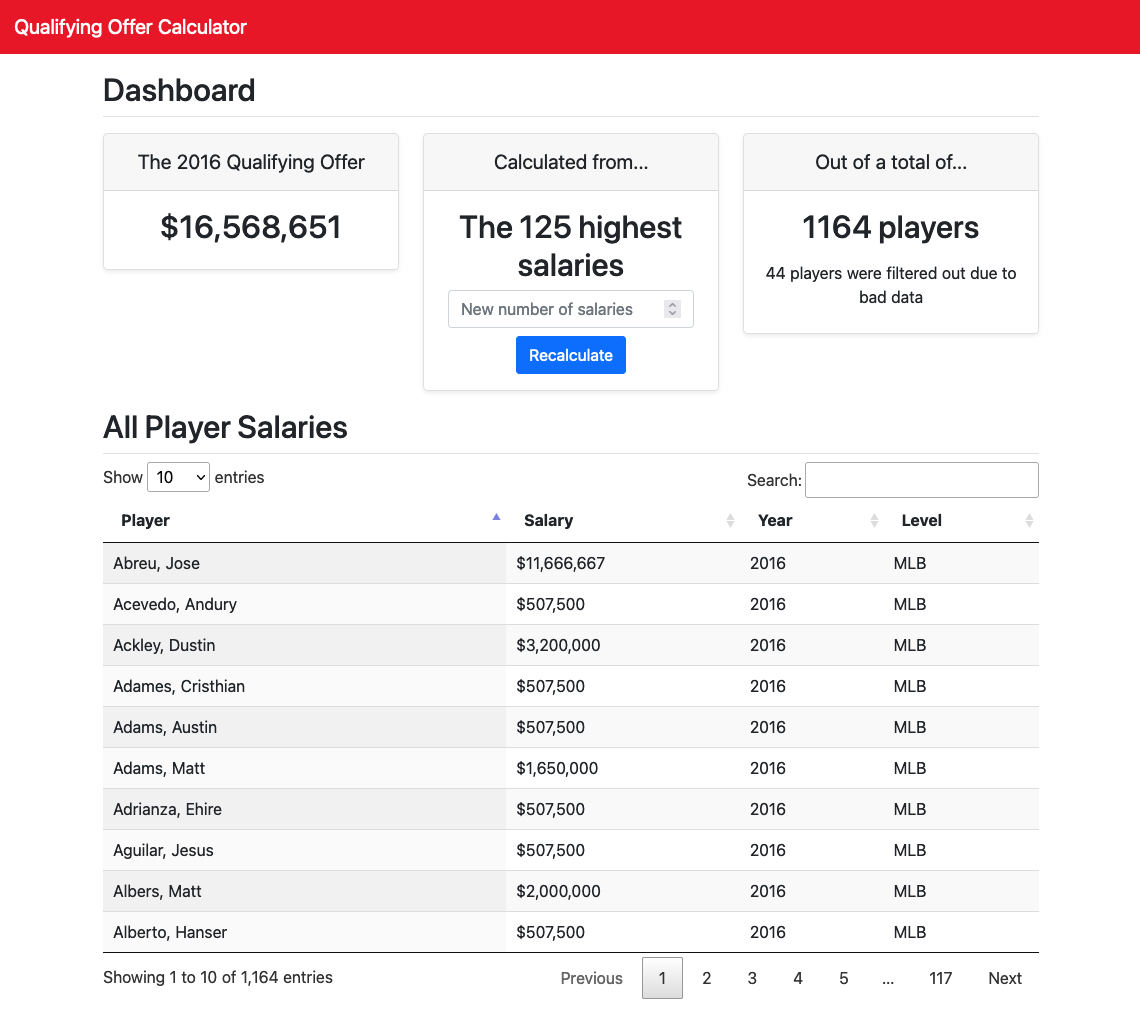 Qualifying Offer Calculator
Dashboard
The 2016 Qualifying Offer
$16,568,651
Calculated from...
The 125 highest
salaries
New number of salaries
Recalculate
Out of a total of...
1164 players
44 players were filtered out due to
bad data
All Player Salaries
Show 10 entries
Search:
Player Salary Year Level
Abreu, Jose $11,666,667 2016 MLB
Acevedo, Andury $507,500 2016 MLB
Ackley, Dustin $3,200,000 2016 MLB
Adames, Cristhian $507,500 2016 MLB
Adams, Austin $507,500 2016 MLB
Adams, Matt $1,650,000 2016 MLB
Adrianza, Ehire $507,500 2016 MLB
Aguilar, Jesus $507,500 2016 MLB
Albers, Matt $2,000,000 2016 MLB
Alberto, Hanser $507,500 2016 MLB
Showing 1 to 10 of 1,164 entries
Previous 1 2 3 4 5 ... 117 Next